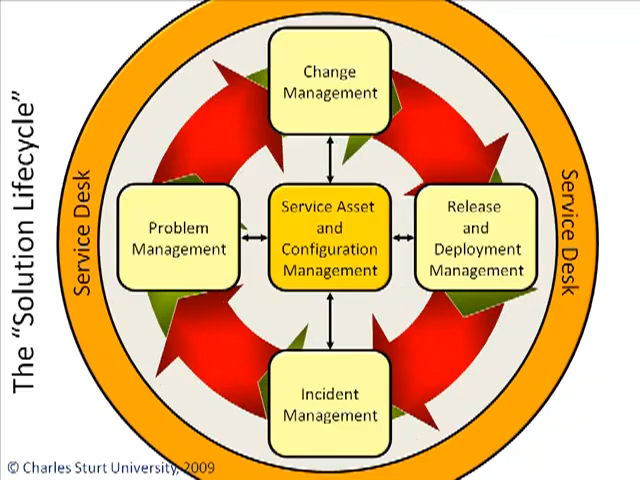 The "Solution Lifecycle"
Service Desk
Change
Management
Problem
Management
Service Asset
and
Configuration
Management
Release
and
Deployment
Management
Service Desk
Incident
Management
© Charles Sturt University, 2009